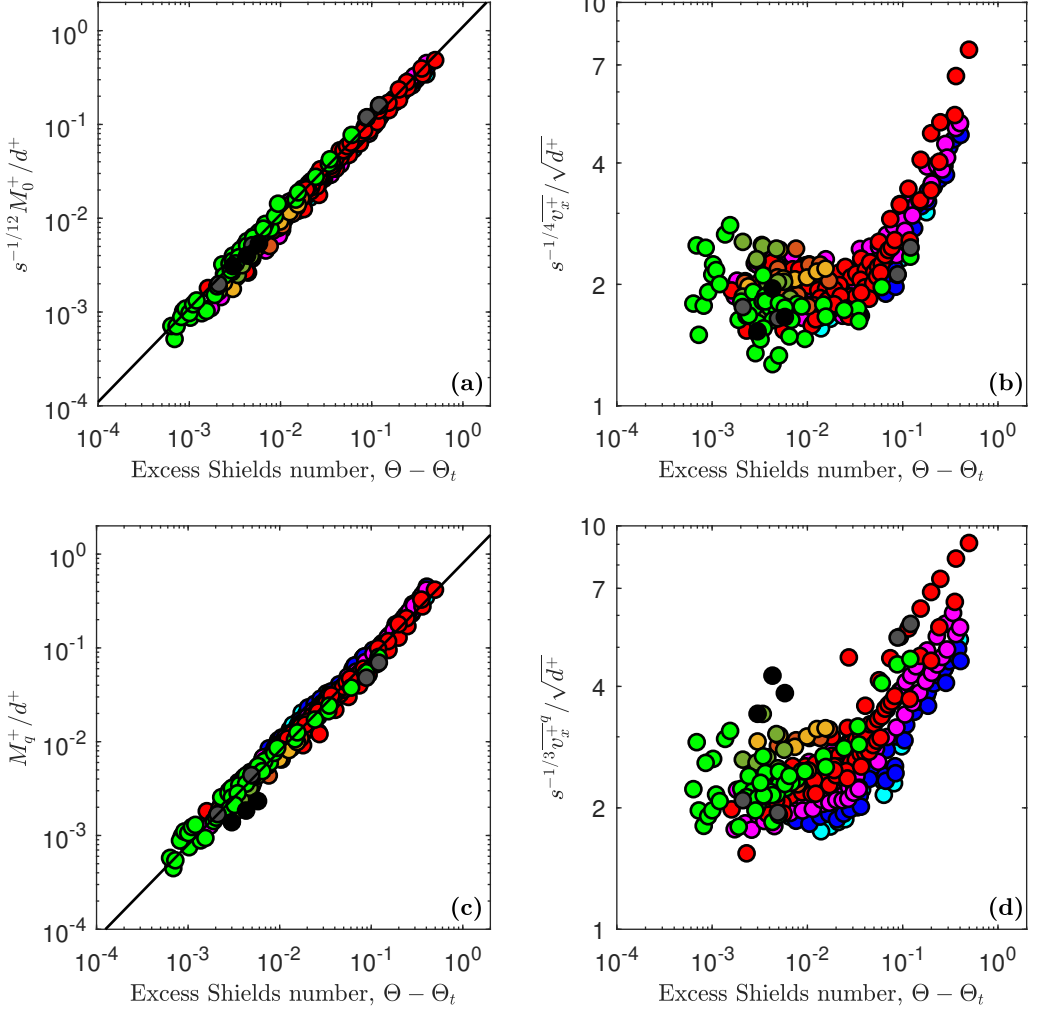 10^0
10^{-1}
10^{-2}
10^{-3}
10^{-4}
s^{-1/12} M_0^+/d^+
(a)
10^{-4} 10^{-3} 10^{-2} 10^{-1} 10^0
Excess Shields number, Θ − Θ_t
10
7
4
2
1
s^{-1/4} \overline{v_x^+}/\sqrt{d^+}
(b)
10^{-4} 10^{-3} 10^{-2} 10^{-1} 10^0
Excess Shields number, Θ − Θ_t
10^0
10^{-1}
10^{-2}
10^{-3}
10^{-4}
M_q^+/d^+
(c)
10^{-4} 10^{-3} 10^{-2} 10^{-1} 10^0
Excess Shields number, Θ − Θ_t
10
7
4
2
1
s^{-1/3} \overline{v_x^+}^q/\sqrt{d^+}
(d)
10^{-4} 10^{-3} 10^{-2} 10^{-1} 10^0
Excess Shields number, Θ − Θ_t